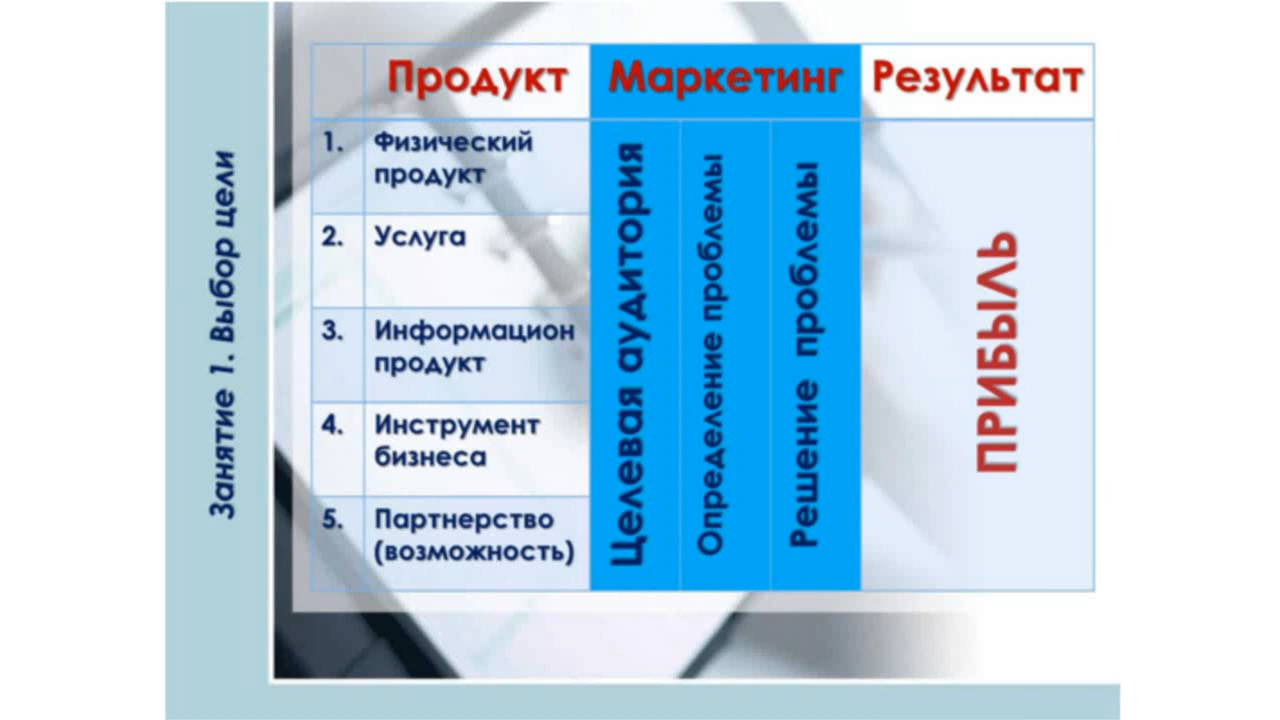 Занятие 1. Выбор цели
Продукт Маркетинг Результат
1. Физический
продукт
2. Услуга
3. Информацион
продукт
4. Инструмент
бизнеса
5. Партнерство
(возможность)
Целевая аудитория
Определение проблемы
Решение проблемы
ПРИБЫЛЬ